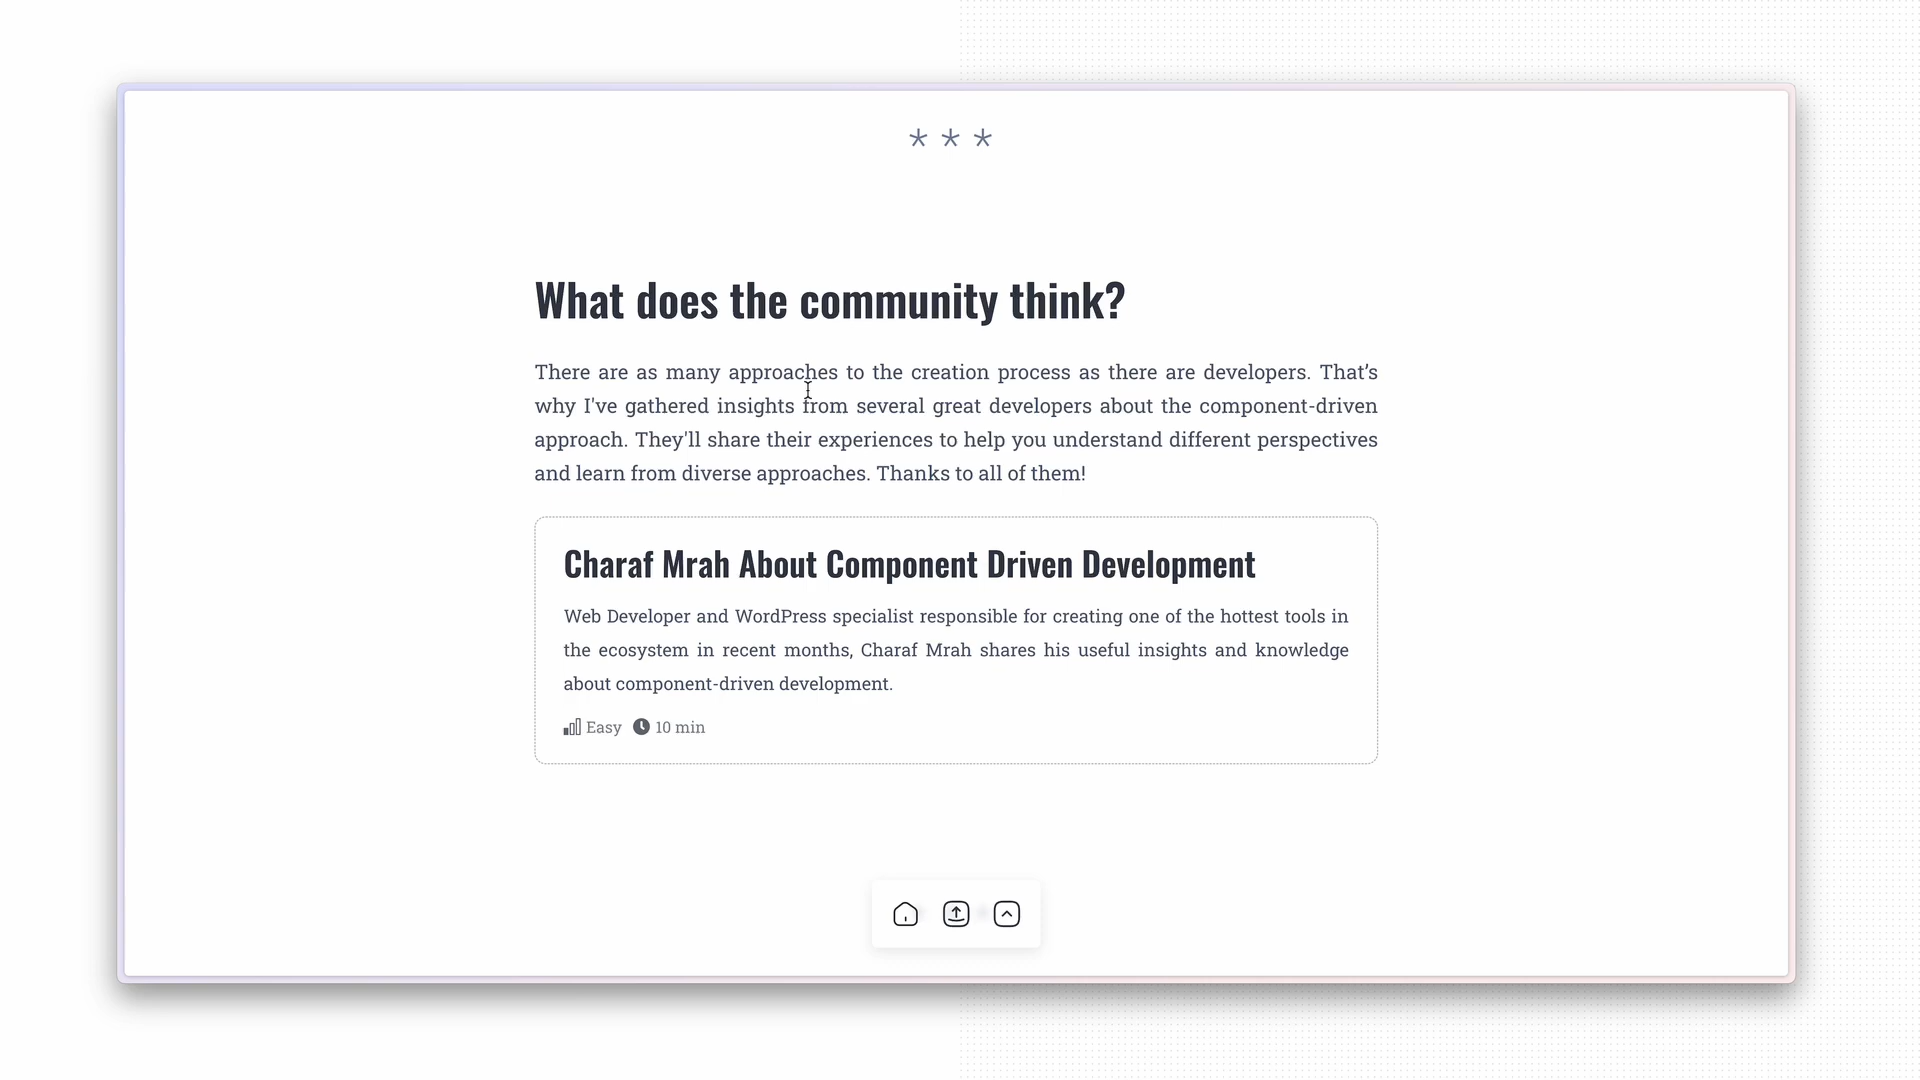 * * *
What does the community think?
There are as many approaches to the creation process as there are developers. That’s
why I've gathered insights from several great developers about the component-driven
approach. They'll share their experiences to help you understand different perspectives
and learn from diverse approaches. Thanks to all of them!
Charaf Mrah About Component Driven Development
Web Developer and WordPress specialist responsible for creating one of the hottest tools in
the ecosystem in recent months, Charaf Mrah shares his useful insights and knowledge
about component-driven development.
Easy 10 min